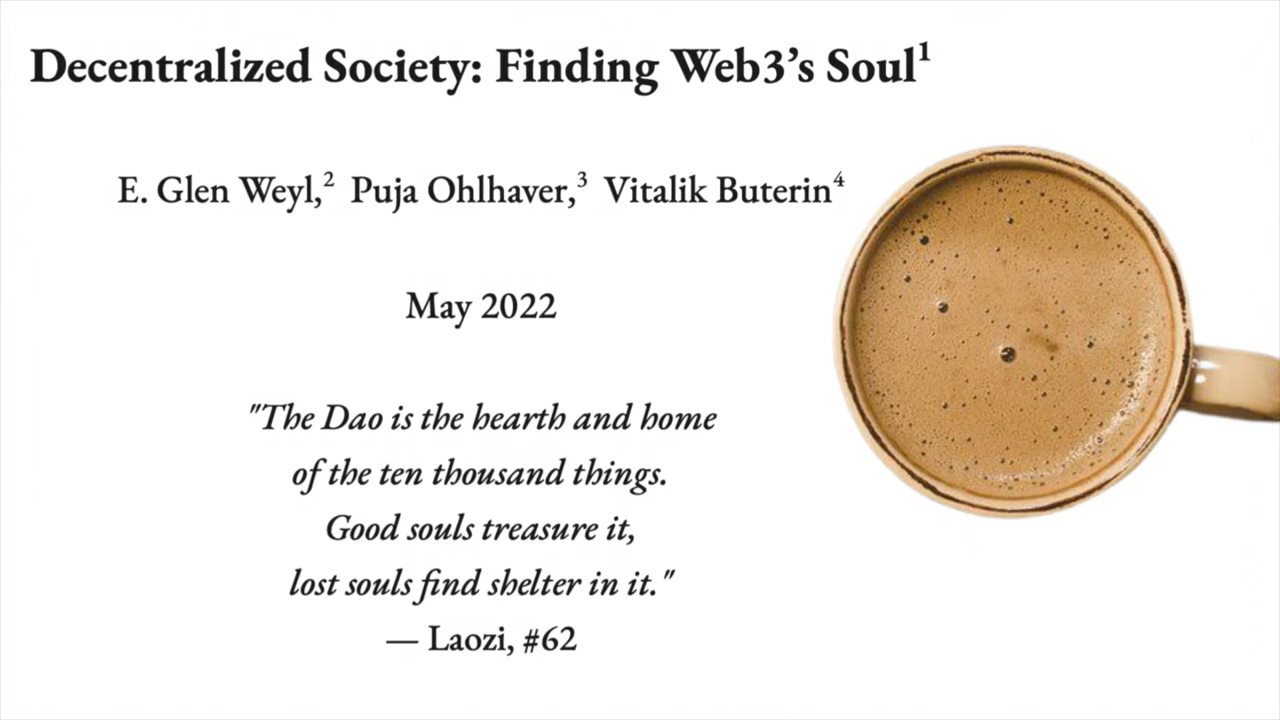 Decentralized Society: Finding Web3’s Soul¹
E. Glen Weyl,² Puja Ohlhaver,³ Vitalik Buterin⁴
May 2022
"The Dao is the hearth and home
of the ten thousand things.
Good souls treasure it,
lost souls find shelter in it."
— Laozi, #62